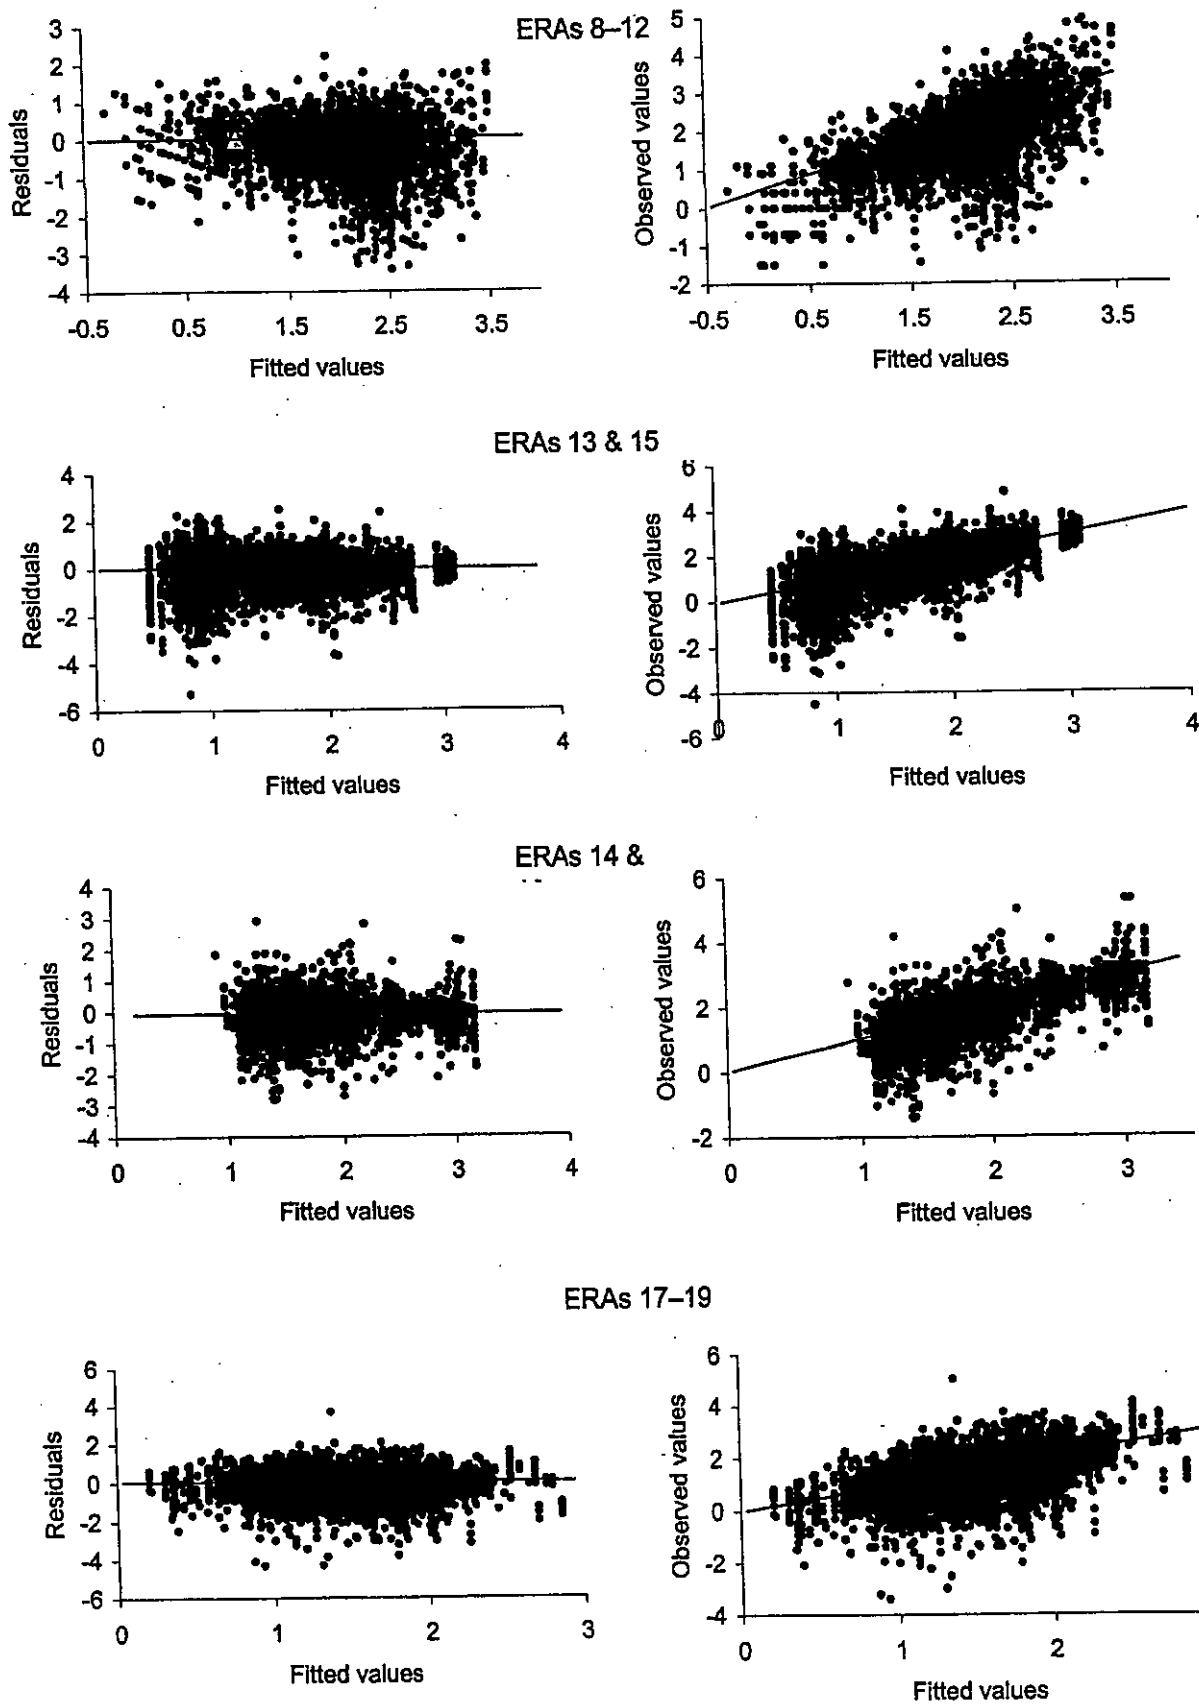 ERAs 8–12
3
2
1
0
-1
-2
-3
-4
Residuals
-0.5 0.5 1.5 2.5 3.5
Fitted values
5
4
3
2
1
0
-1
-2
Observed values
-0.5 0.5 1.5 2.5 3.5
Fitted values
ERAs 13 & 15
4
2
0
-2
-4
-6
Residuals
0 1 2 3 4
Fitted values
6
4
2
0
-2
-4
-6
Observed values
0 1 2 3 4
Fitted values
ERAs 14 &
4
3
2
1
0
-1
-2
-3
-4
Residuals
0 1 2 3 4
Fitted values
6
4
2
0
-2
Observed values
0 1 2 3
Fitted values
ERAs 17–19
6
4
2
0
-2
-4
-6
Residuals
0 1 2 3
Fitted values
6
4
2
0
-2
-4
Observed values
0 1 2
Fitted values